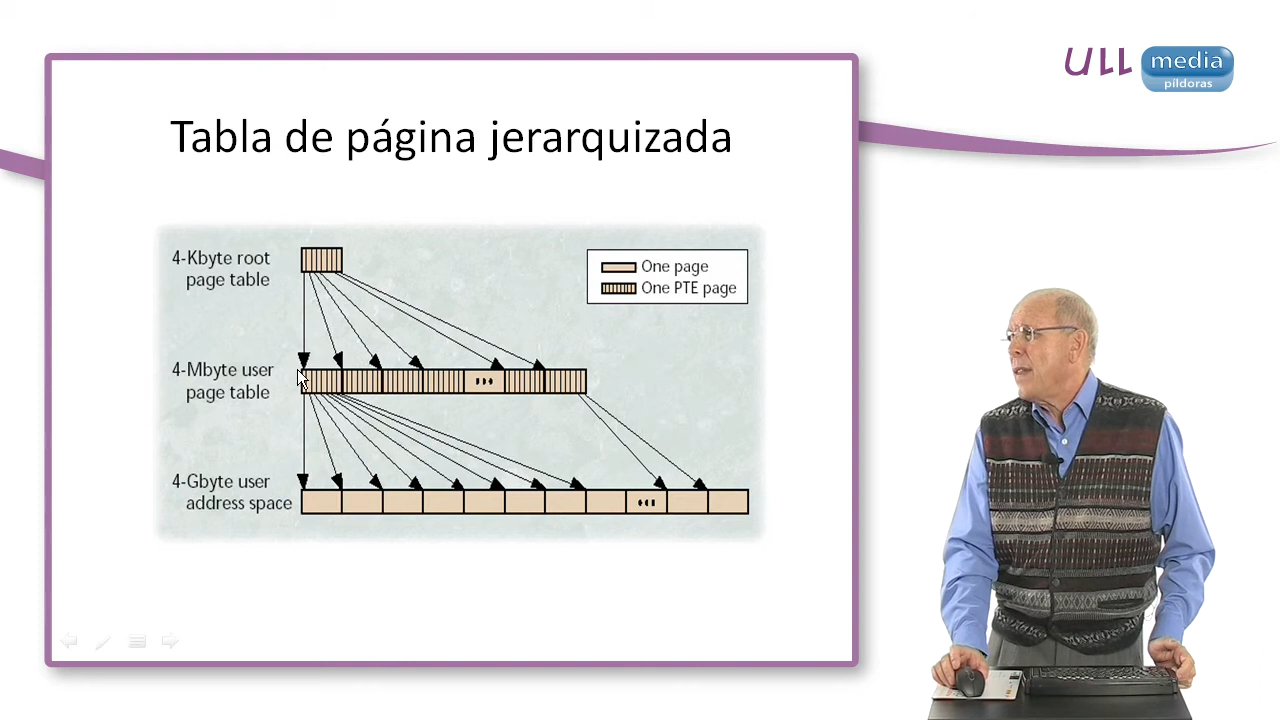 ULL media
píldoras
Tabla de página jerarquizada
4-Kbyte root
page table
One page
One PTE page
4-Mbyte user
page table
4-Gbyte user
address space